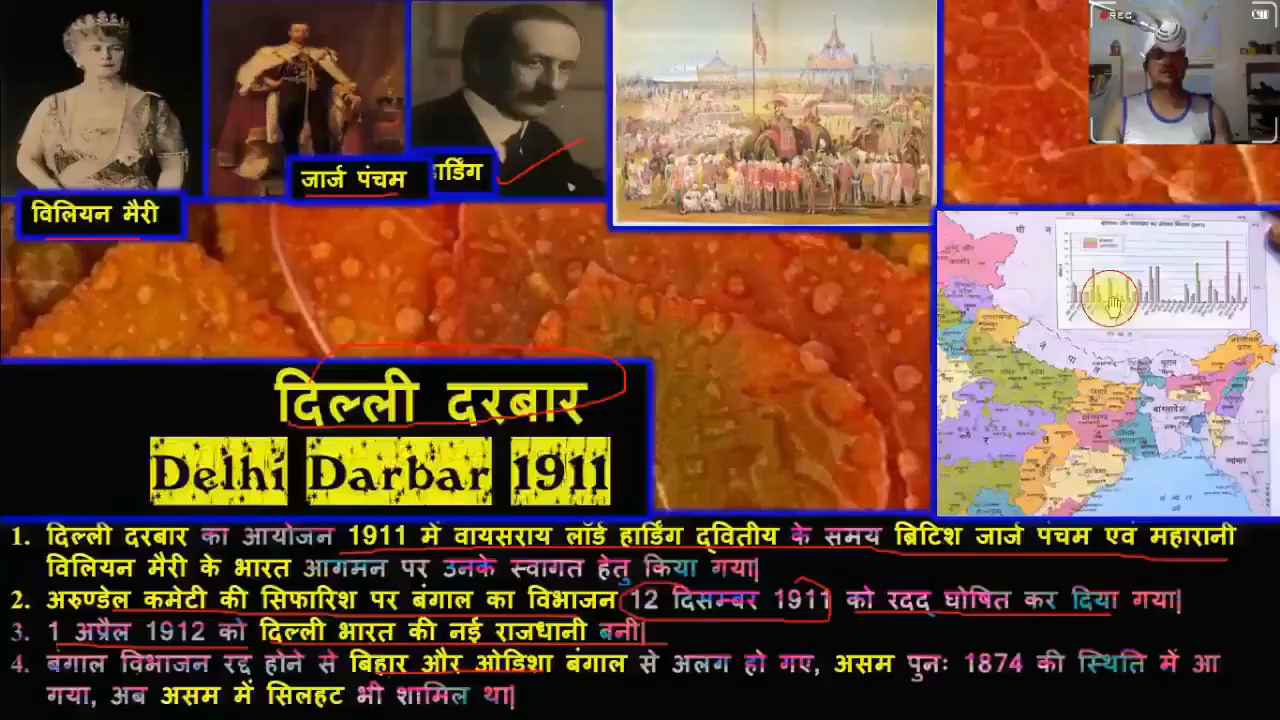 REC
जार्ज पंचम
हार्डिंग
विलियन मैरी
दिल्ली दरबार
Delhi Darbar 1911
1. दिल्ली दरबार का आयोजन 1911 में वायसराय लॉर्ड हार्डिंग द्वितीय के समय ब्रिटिश जार्ज पंचम एवं महारानी
विलियन मैरी के भारत आगमन पर उनके स्वागत हेतु किया गया|
2. अरुण्डेल कमेटी की सिफारिश पर बंगाल का विभाजन 12 दिसम्बर 1911 को रदद् घोषित कर दिया गया|
3. 1 अप्रैल 1912 को दिल्ली भारत की नई राजधानी बनी|
4. बंगाल विभाजन रद्द होने से बिहार और ओडिशा बंगाल से अलग हो गए, असम पुनः 1874 की स्थिति में आ
गया, अब असम में सिलहट भी शामिल था|